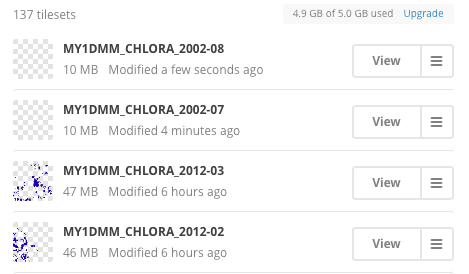 137 tilesets
4.9 GB of 5.0 GB used Upgrade
MY1DMM_CHLORA_2002-08
10 MB Modified a few seconds ago
View
MY1DMM_CHLORA_2002-07
10 MB Modified 4 minutes ago
View
MY1DMM_CHLORA_2012-03
47 MB Modified 6 hours ago
View
MY1DMM_CHLORA_2012-02
46 MB Modified 6 hours ago
View